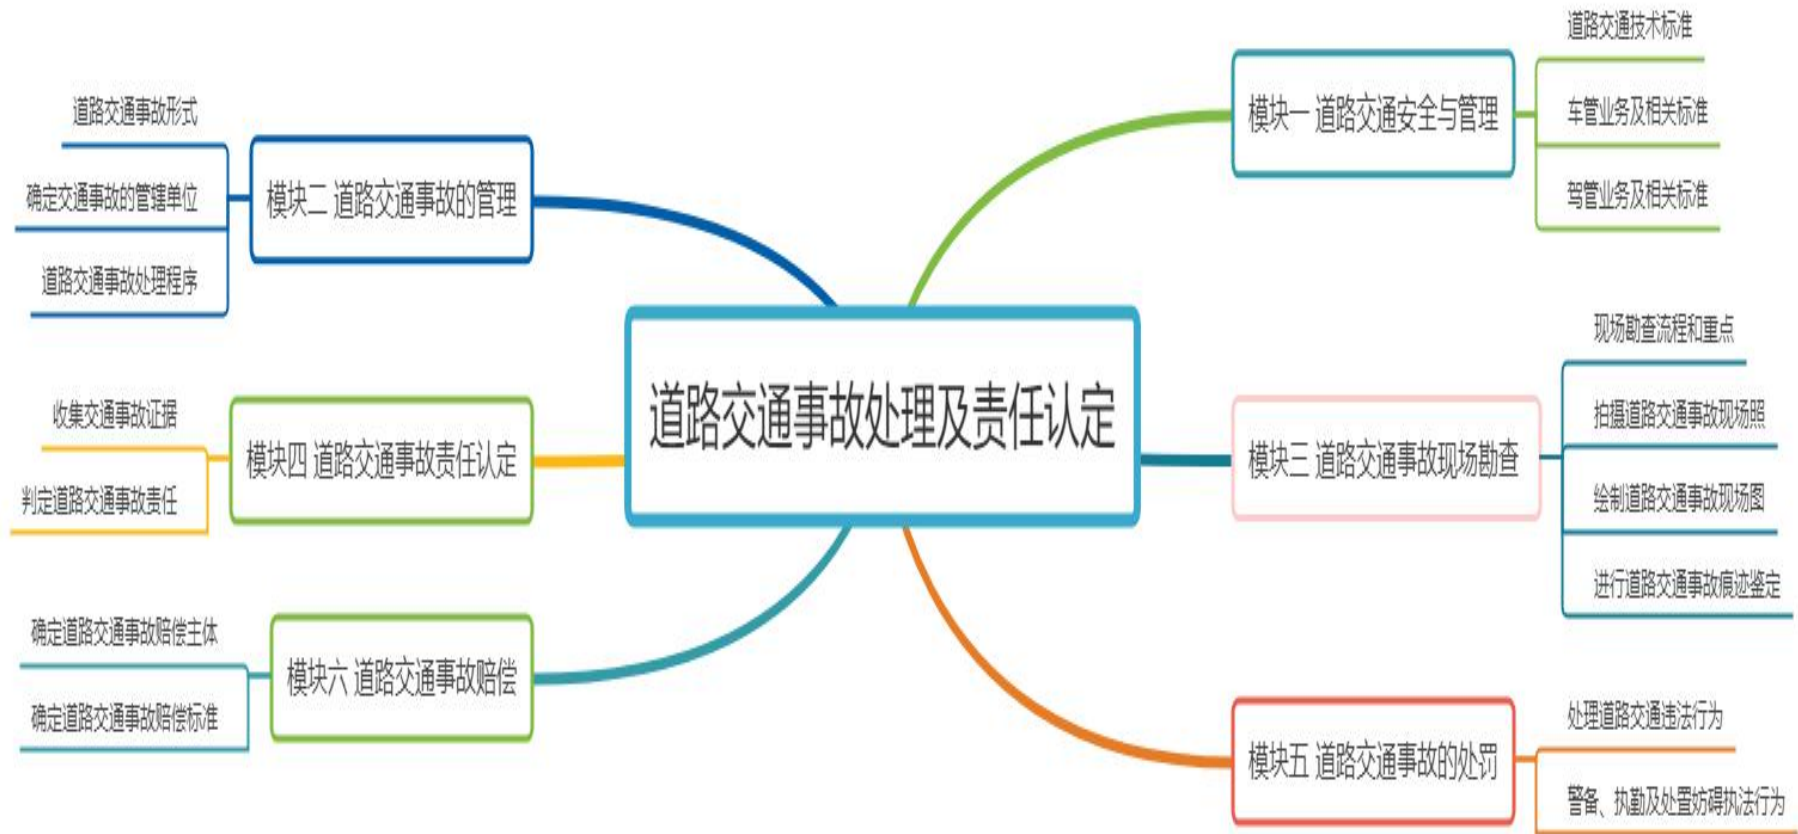 道路交通事故处理及责任认定
模块一 道路交通安全与管理
道路交通技术标准
车管业务及相关标准
驾管业务及相关标准
模块二 道路交通事故的管理
道路交通事故形式
确定交通事故的管辖单位
道路交通事故处理程序
模块三 道路交通事故现场勘查
现场勘查流程和重点
拍摄道路交通事故现场照
绘制道路交通事故现场图
进行道路交通事故痕迹鉴定
模块四 道路交通事故责任认定
收集交通事故证据
判定道路交通事故责任
模块五 道路交通事故的处罚
处理道路交通违法行为
警备、执勤及处置妨碍执法行为
模块六 道路交通事故赔偿
确定道路交通事故赔偿主体
确定道路交通事故赔偿标准